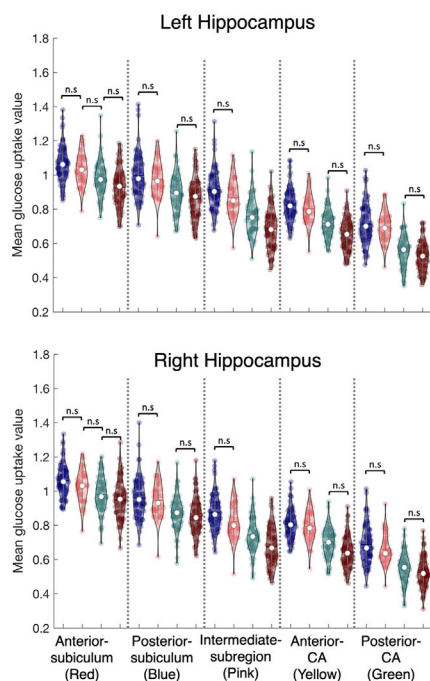 Left Hippocampus
Mean glucose uptake value
1.8
1.6
1.4
1.2
1
0.8
0.6
0.4
0.2
n.s n.s n.s n.s n.s n.s n.s n.s n.s n.s
Right Hippocampus
Mean glucose uptake value
1.8
1.6
1.4
1.2
1
0.8
0.6
0.4
0.2
n.s n.s n.s n.s n.s n.s n.s n.s n.s n.s
Anterior- Posterior- Intermediate- Anterior- Posterior-
subiculum subiculum subregion CA CA
(Red) (Blue) (Pink) (Yellow) (Green)